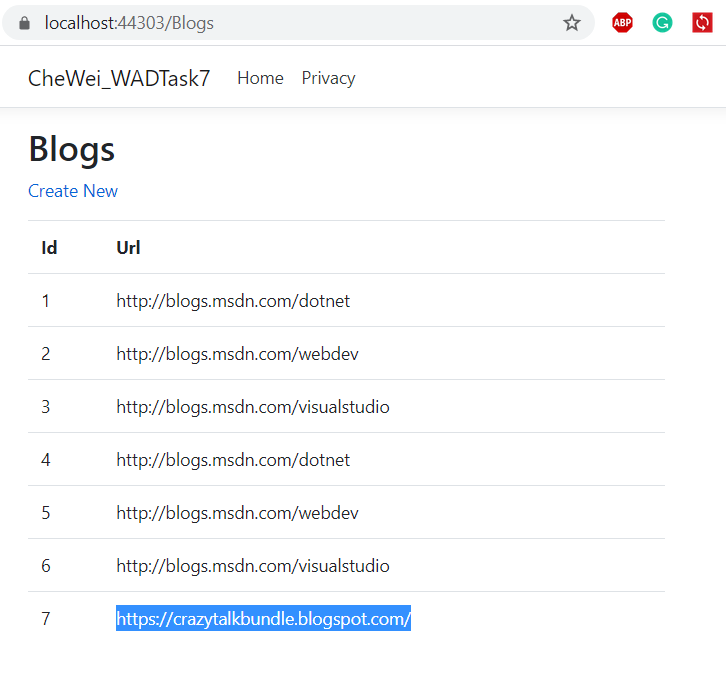 localhost:44303/Blogs
ABP
G
CheWei_WADTask7 Home Privacy
Blogs
Create New
Id Url
1 http://blogs.msdn.com/dotnet
2 http://blogs.msdn.com/webdev
3 http://blogs.msdn.com/visualstudio
4 http://blogs.msdn.com/dotnet
5 http://blogs.msdn.com/webdev
6 http://blogs.msdn.com/visualstudio
7 https://crazytalkbundle.blogspot.com/